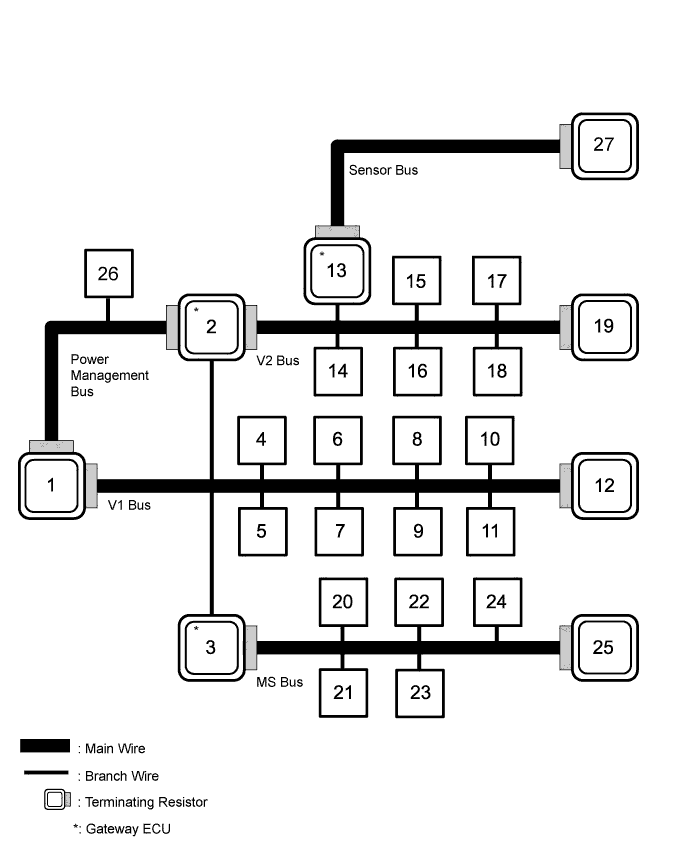 27
Sensor Bus
*
13
26
15
17
*
2
19
V2 Bus
Power
Management
Bus
14
16
18
4
6
8
10
1
12
V1 Bus
5
7
9
11
20
22
24
*
3
25
MS Bus
21
23
: Main Wire
: Branch Wire
: Terminating Resistor
*: Gateway ECU